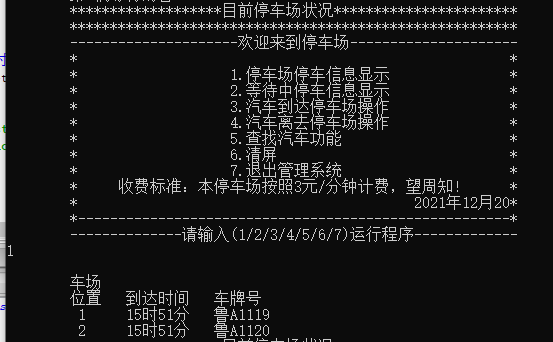 *******************目前停车场状况***********************
********************************************************
---------------------欢迎来到停车场---------------------
* *
* 1.停车场停车信息显示 *
* 2.等待中停车信息显示 *
* 3.汽车到达停车场操作 *
* 4.汽车离去停车场操作 *
* 5.查找汽车功能 *
* 6.清屏 *
* 7.退出管理系统 *
* 收费标准：本停车场按照3元/分钟计费，望周知! *
* 2021年12月20*
*------------------------------------------------------*
--------------请输入(1/2/3/4/5/6/7)运行程序-------------
1
车场
位置 到达时间 车牌号
1 15时51分 鲁A1119
2 15时51分 鲁A1120
目前停车场状况